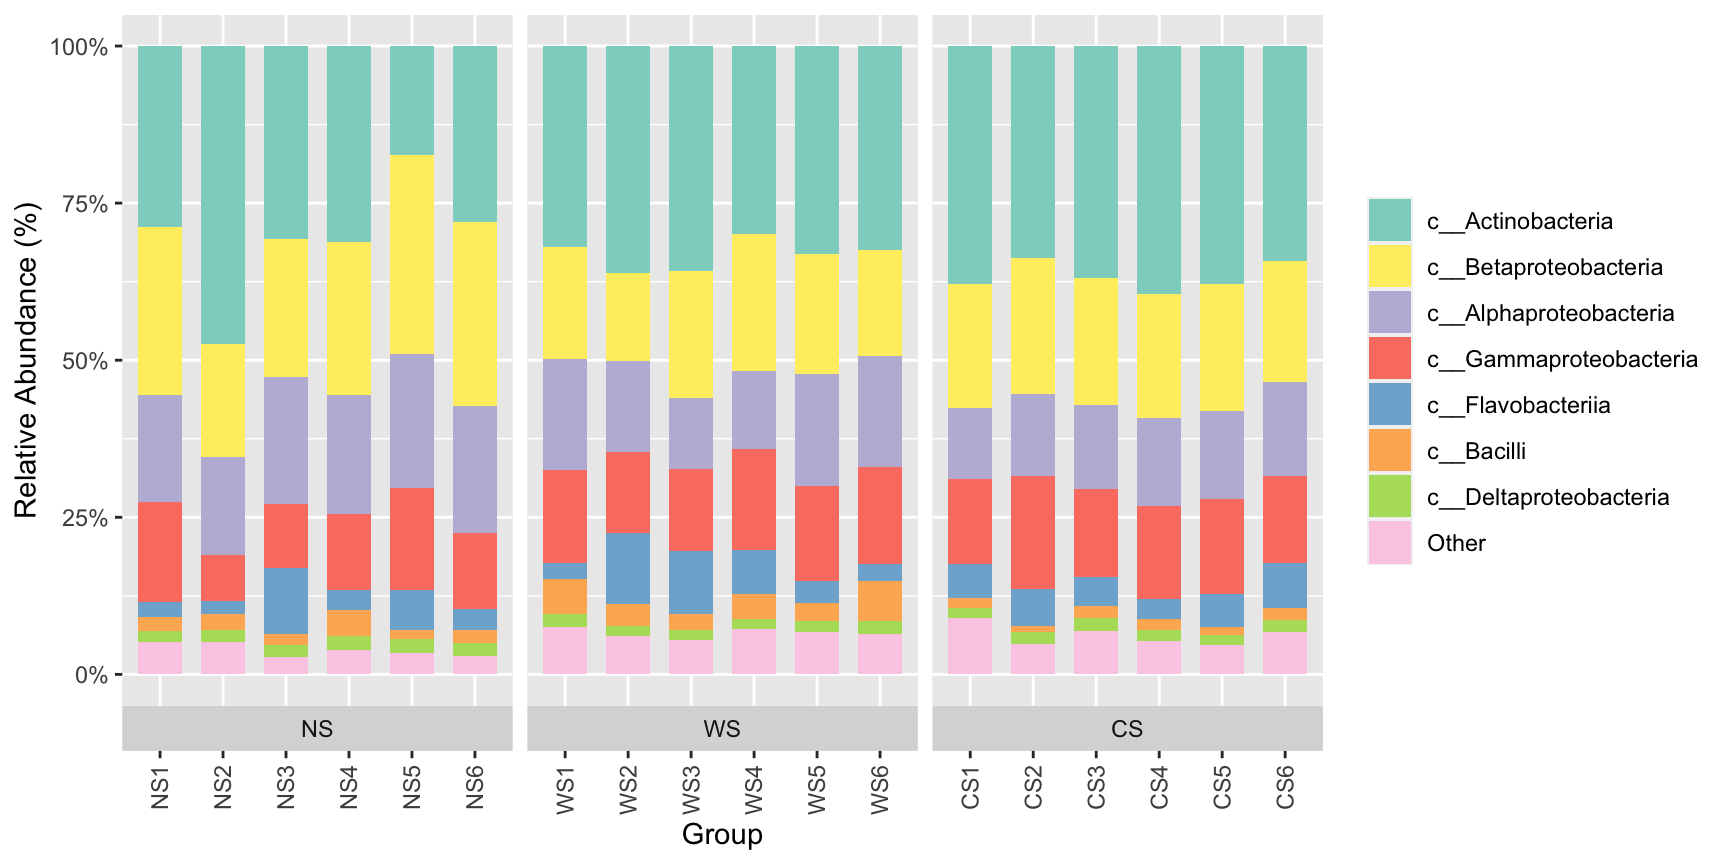 Relative Abundance (%)
100%
75%
50%
25%
0%
NS
WS
CS
NS1
NS2
NS3
NS4
NS5
NS6
WS1
WS2
WS3
WS4
WS5
WS6
CS1
CS2
CS3
CS4
CS5
CS6
Group
c__Actinobacteria
c__Betaproteobacteria
c__Alphaproteobacteria
c__Gammaproteobacteria
c__Flavobacteriia
c__Bacilli
c__Deltaproteobacteria
Other